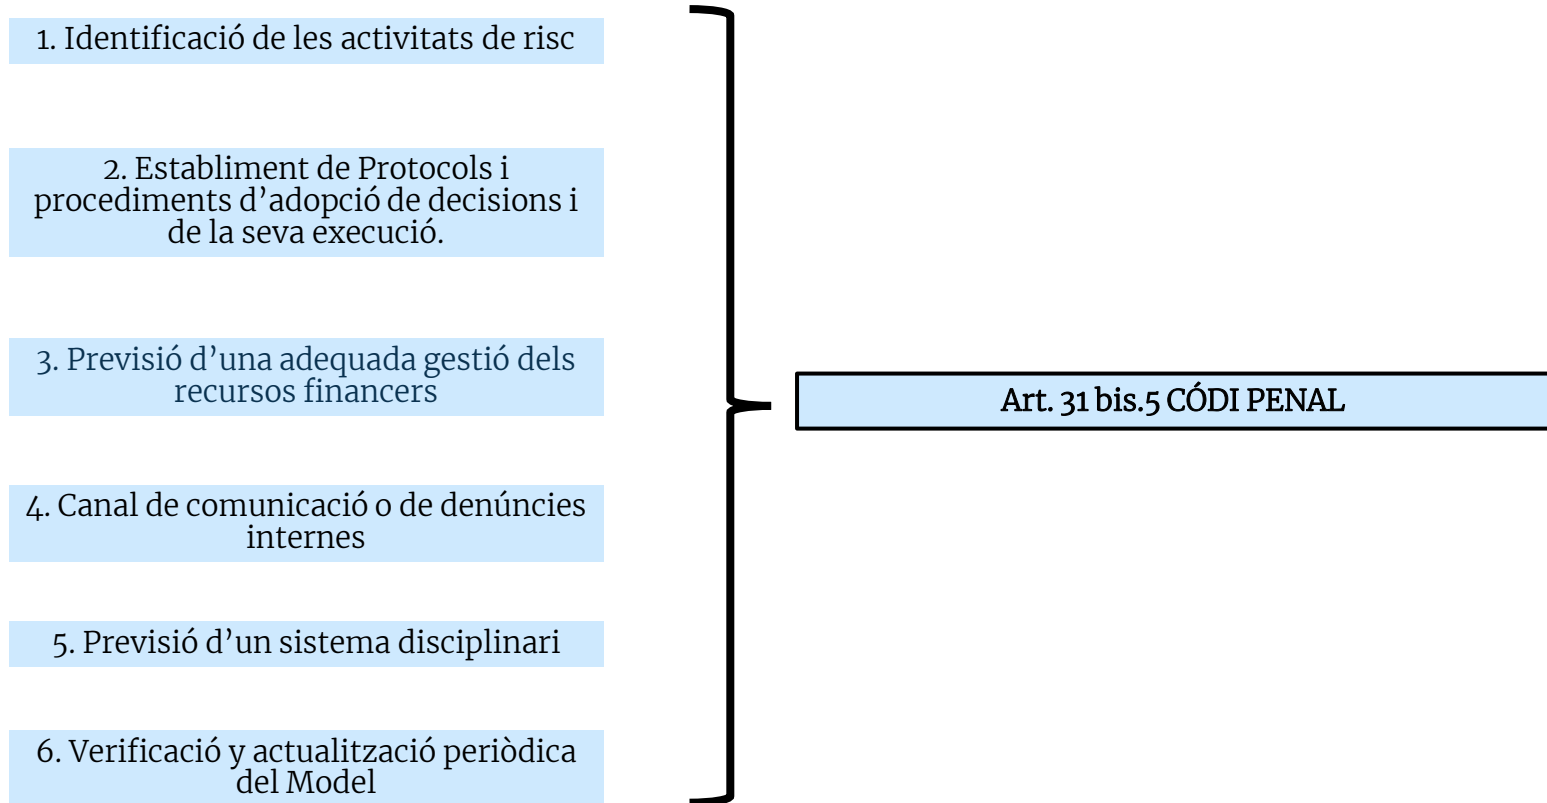 1. Identificació de les activitats de risc
2. Establiment de Protocols i
procediments d’adopció de decisions i
de la seva execució.
3. Previsió d’una adequada gestió dels
recursos financers
4. Canal de comunicació o de denúncies
internes
5. Previsió d’un sistema disciplinari
6. Verificació y actualització periòdica
del Model
Art. 31 bis.5 CÓDI PENAL